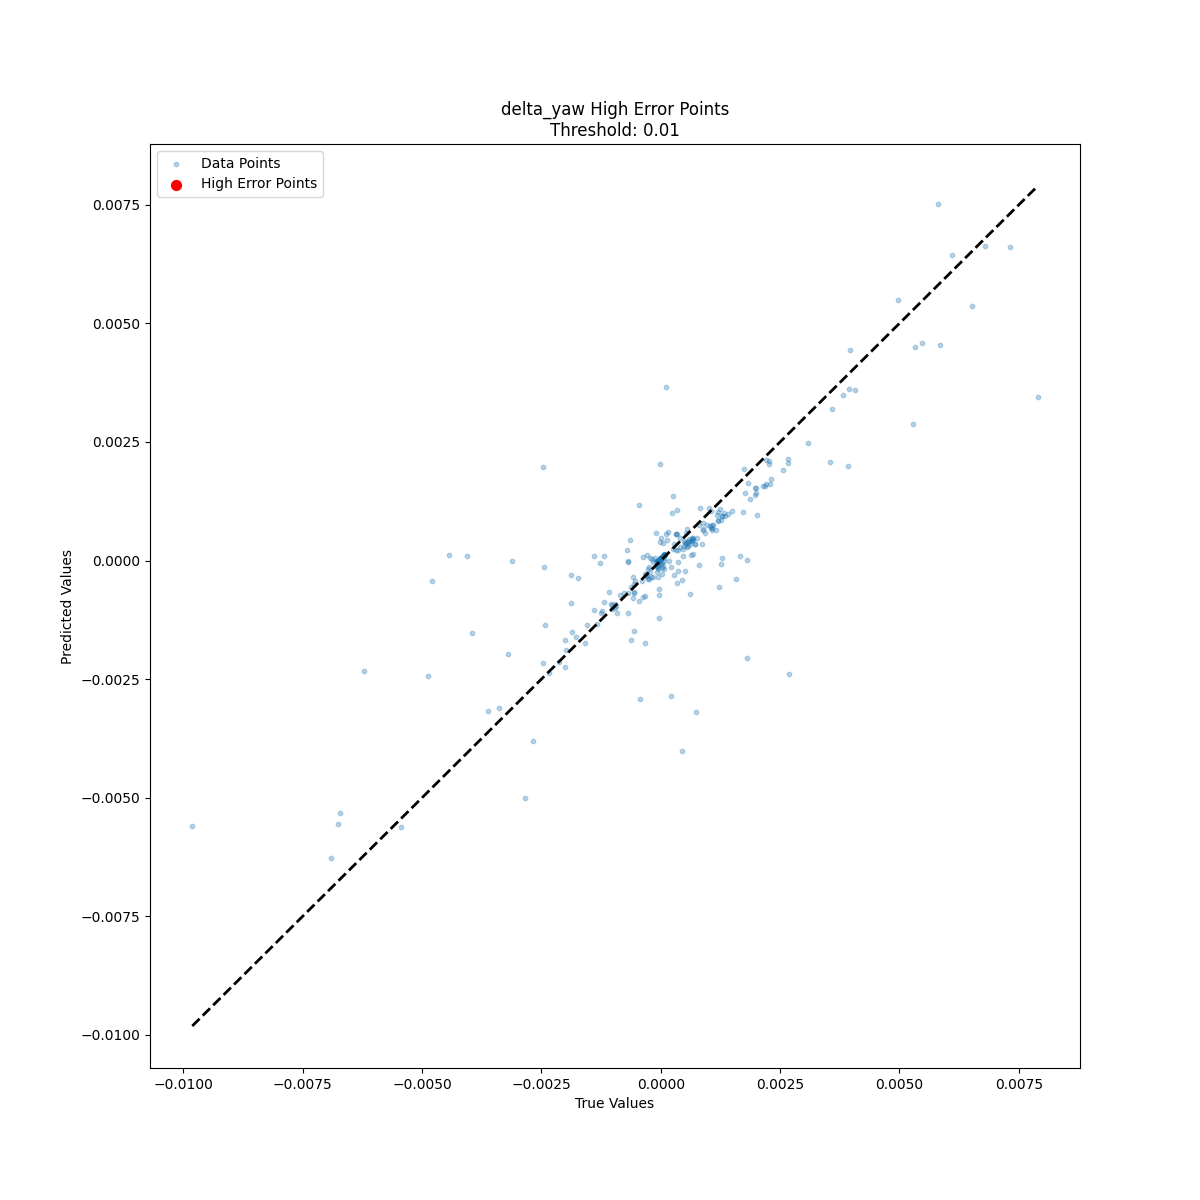 delta_yaw High Error Points
Threshold: 0.01
Data Points
High Error Points
0.0075
0.0050
0.0025
0.0000
−0.0025
−0.0050
−0.0075
−0.0100
Predicted Values
−0.0100 −0.0075 −0.0050 −0.0025 0.0000 0.0025 0.0050 0.0075
True Values